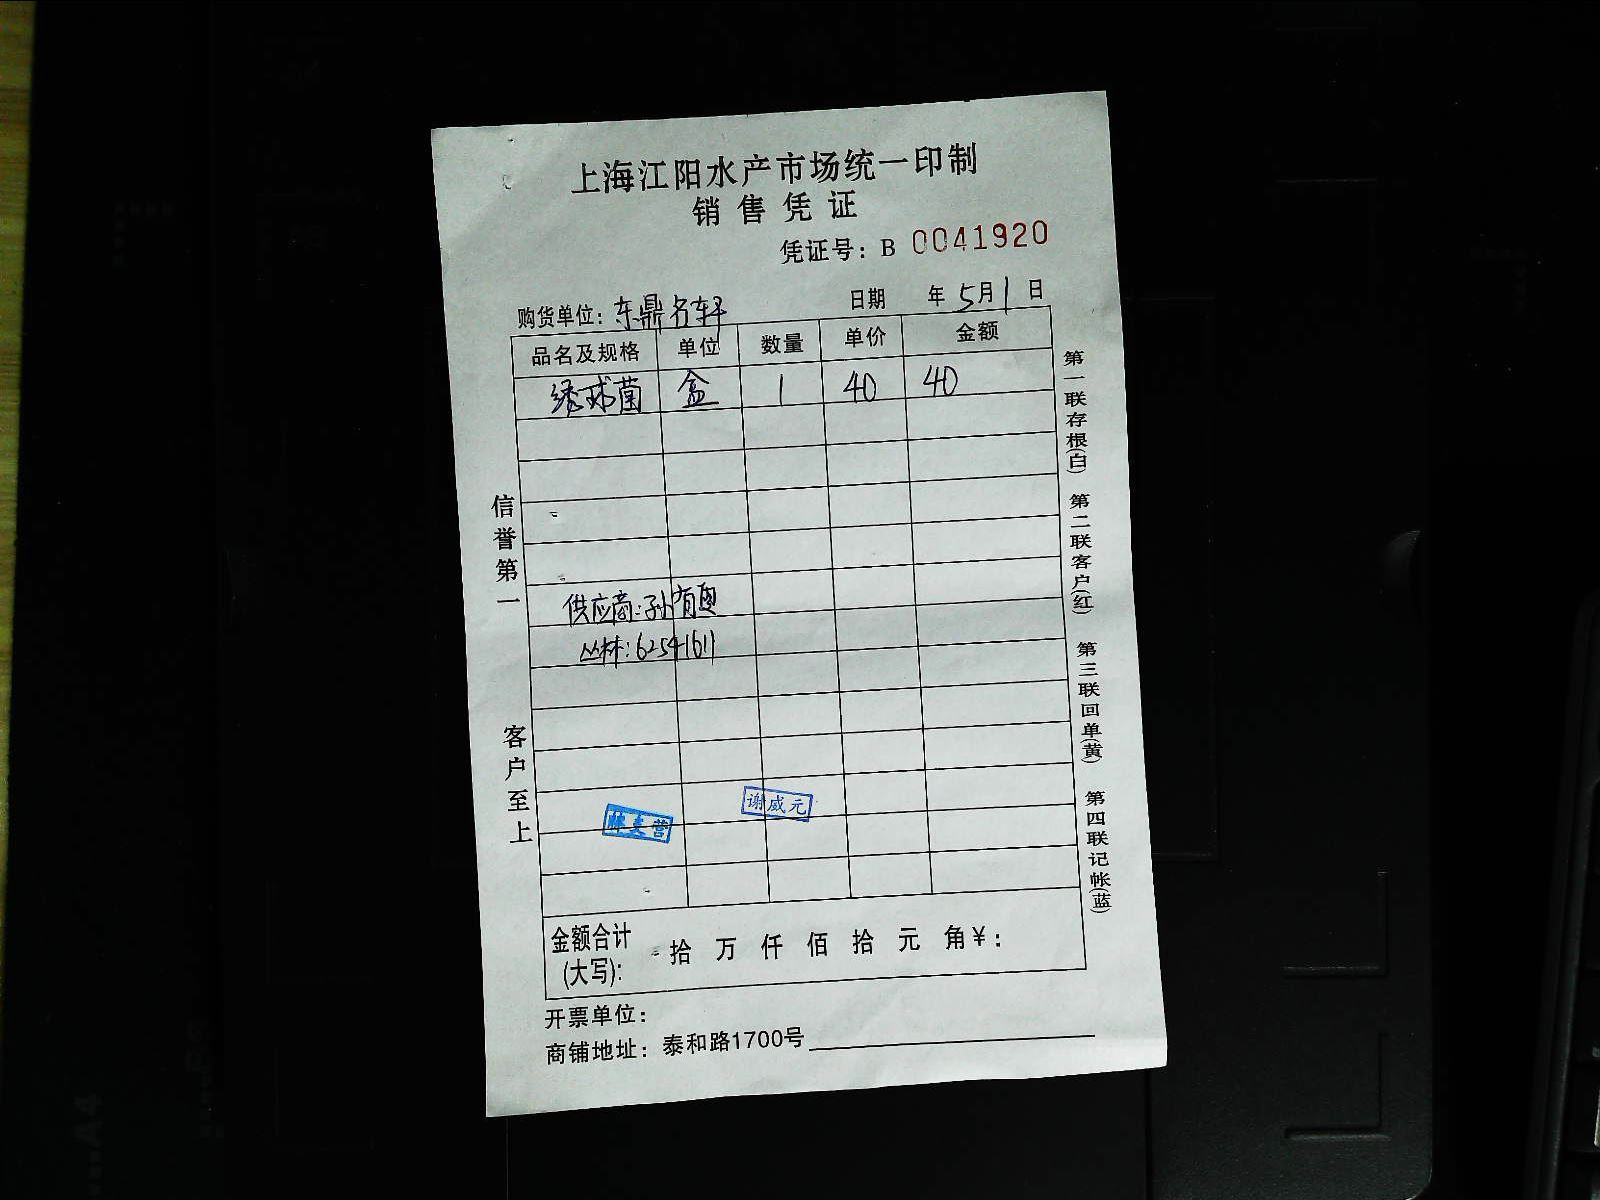 上海江阳水产市场统一印制
销售凭证
凭证号：B 0041920
购货单位：东鼎名轩 日期 年5月1日
品名及规格 单位 数量 单价 金额
绣球菌 盒 1 40 40
供应商：孙有
丛林：62541611
谢威元
金额合计(大写)： 拾 万 仟 佰 拾 元 角¥：
开票单位：
商铺地址：泰和路1700号
信誉第一
客户至上
第一联存根(白)
第二联客户(红)
第三联回单(黄)
第四联记帐(蓝)